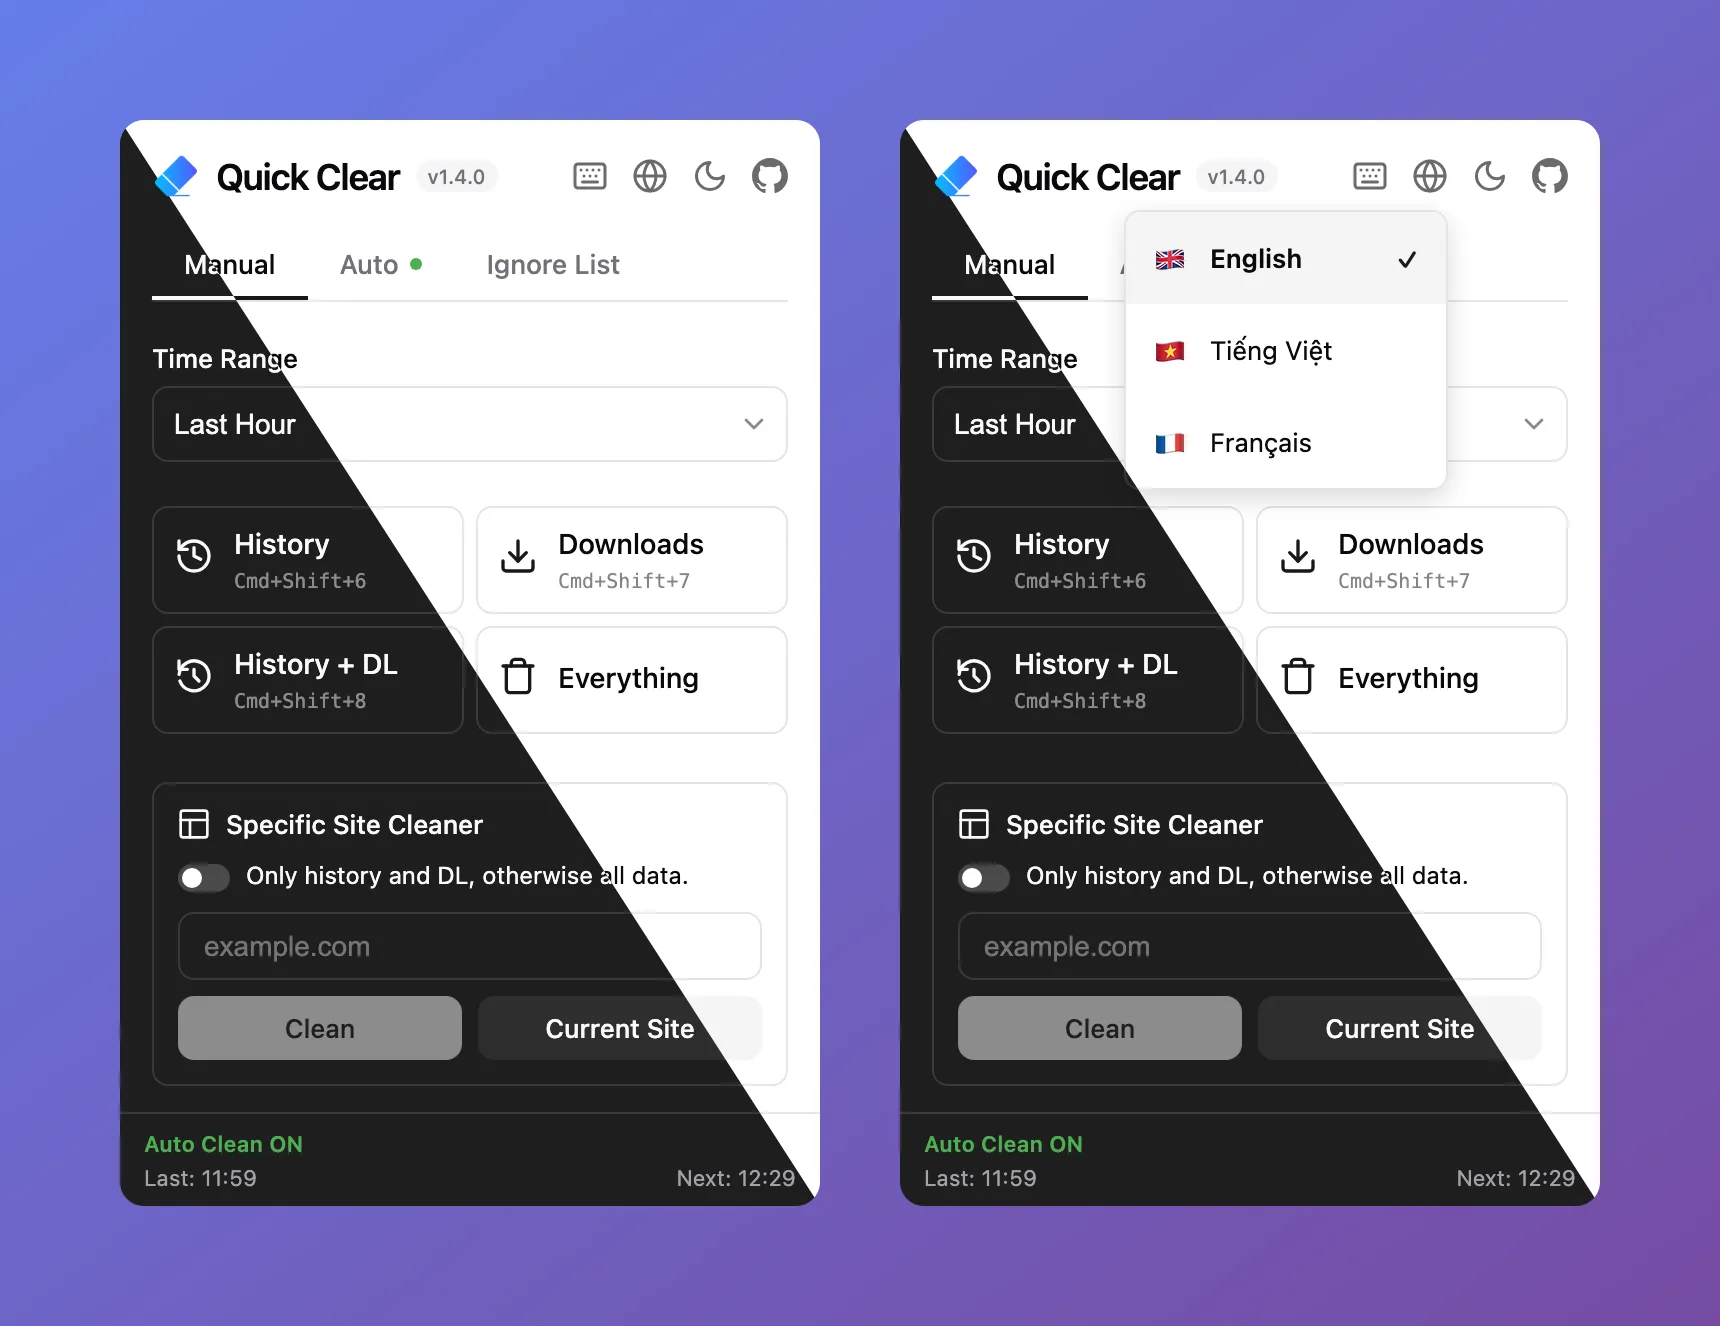 Quick Clear v1.4.0
Manual Auto Ignore List
Time Range
Last Hour
History
Cmd+Shift+6
Downloads
Cmd+Shift+7
History + DL
Cmd+Shift+8
Everything
Specific Site Cleaner
Only history and DL, otherwise all data.
example.com
Clean Current Site
Auto Clean ON
Last: 11:59 Next: 12:29
Quick Clear v1.4.0
Manual
English
Tiếng Việt
Français
Time Range
Last Hour
History
Cmd+Shift+6
Downloads
Cmd+Shift+7
History + DL
Cmd+Shift+8
Everything
Specific Site Cleaner
Only history and DL, otherwise all data.
example.com
Clean Current Site
Auto Clean ON
Last: 11:59 Next: 12:29